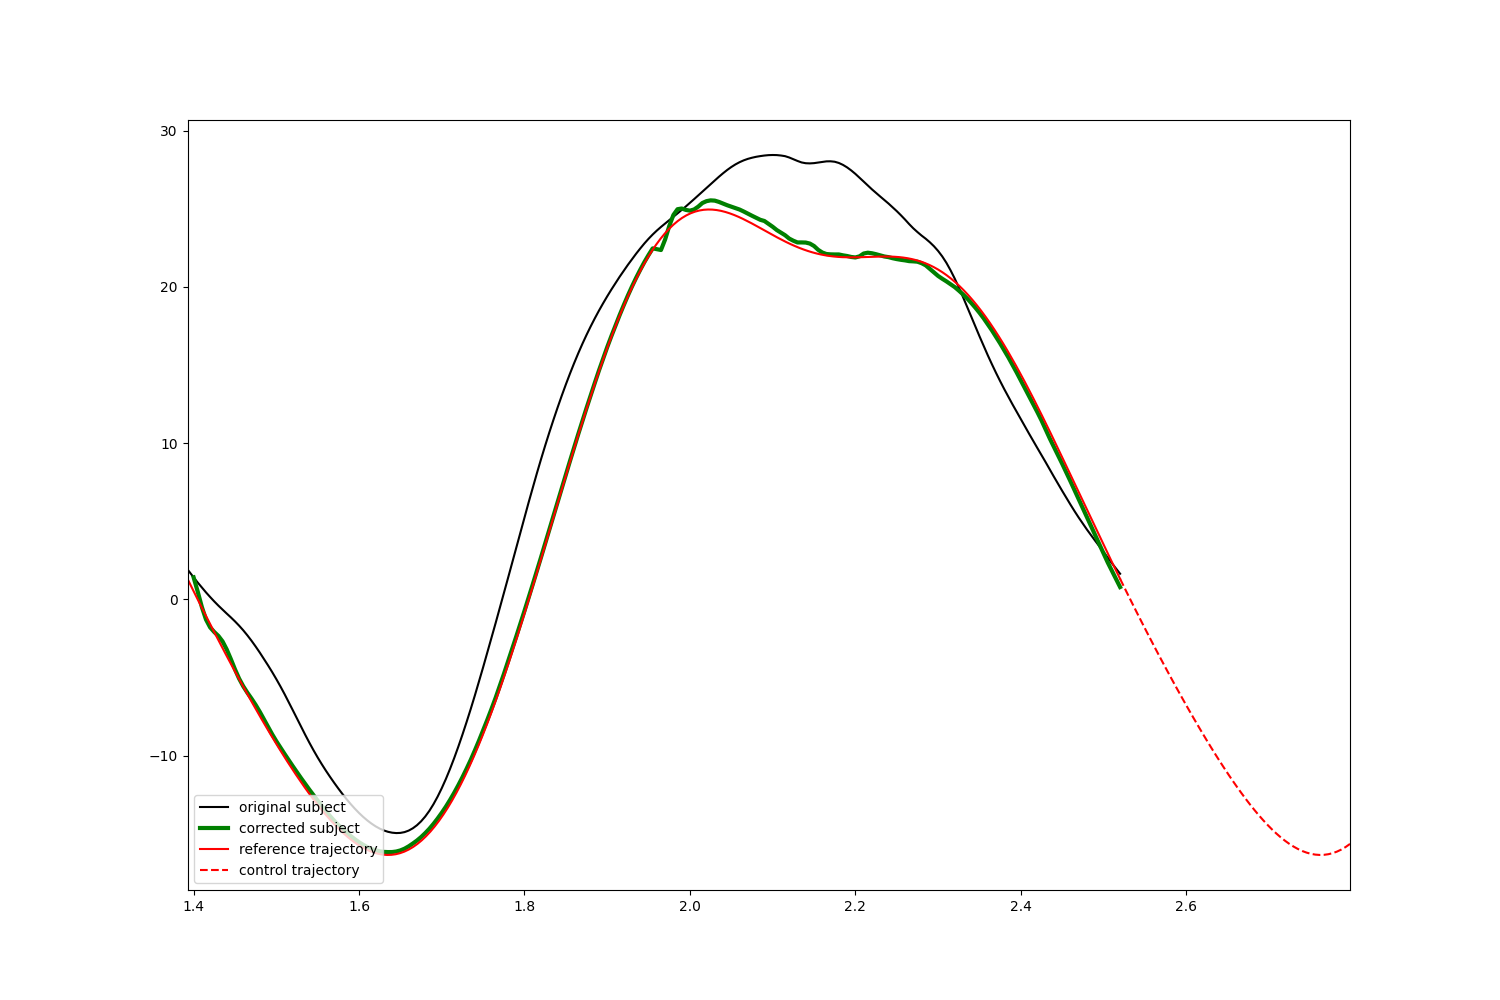 30
20
10
0
−10
original subject
corrected subject
reference trajectory
control trajectory
1.4 1.6 1.8 2.0 2.2 2.4 2.6